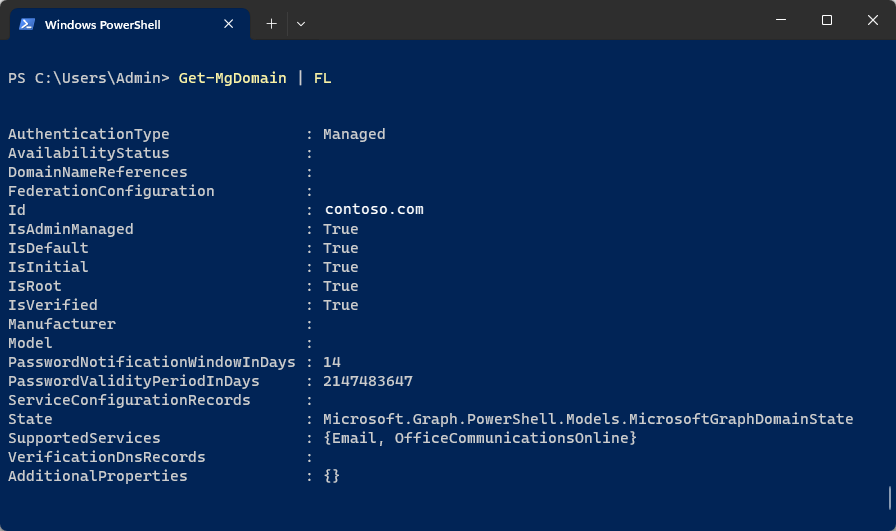 Windows PowerShell
PS C:\Users\Admin> Get-MgDomain | FL
AuthenticationType : Managed
AvailabilityStatus :
DomainNameReferences :
FederationConfiguration :
Id : contoso.com
IsAdminManaged : True
IsDefault : True
IsInitial : True
IsRoot : True
IsVerified : True
Manufacturer :
Model :
PasswordNotificationWindowInDays : 14
PasswordValidityPeriodInDays : 2147483647
ServiceConfigurationRecords :
State : Microsoft.Graph.PowerShell.Models.MicrosoftGraphDomainState
SupportedServices : {Email, OfficeCommunicationsOnline}
VerificationDnsRecords :
AdditionalProperties : {}